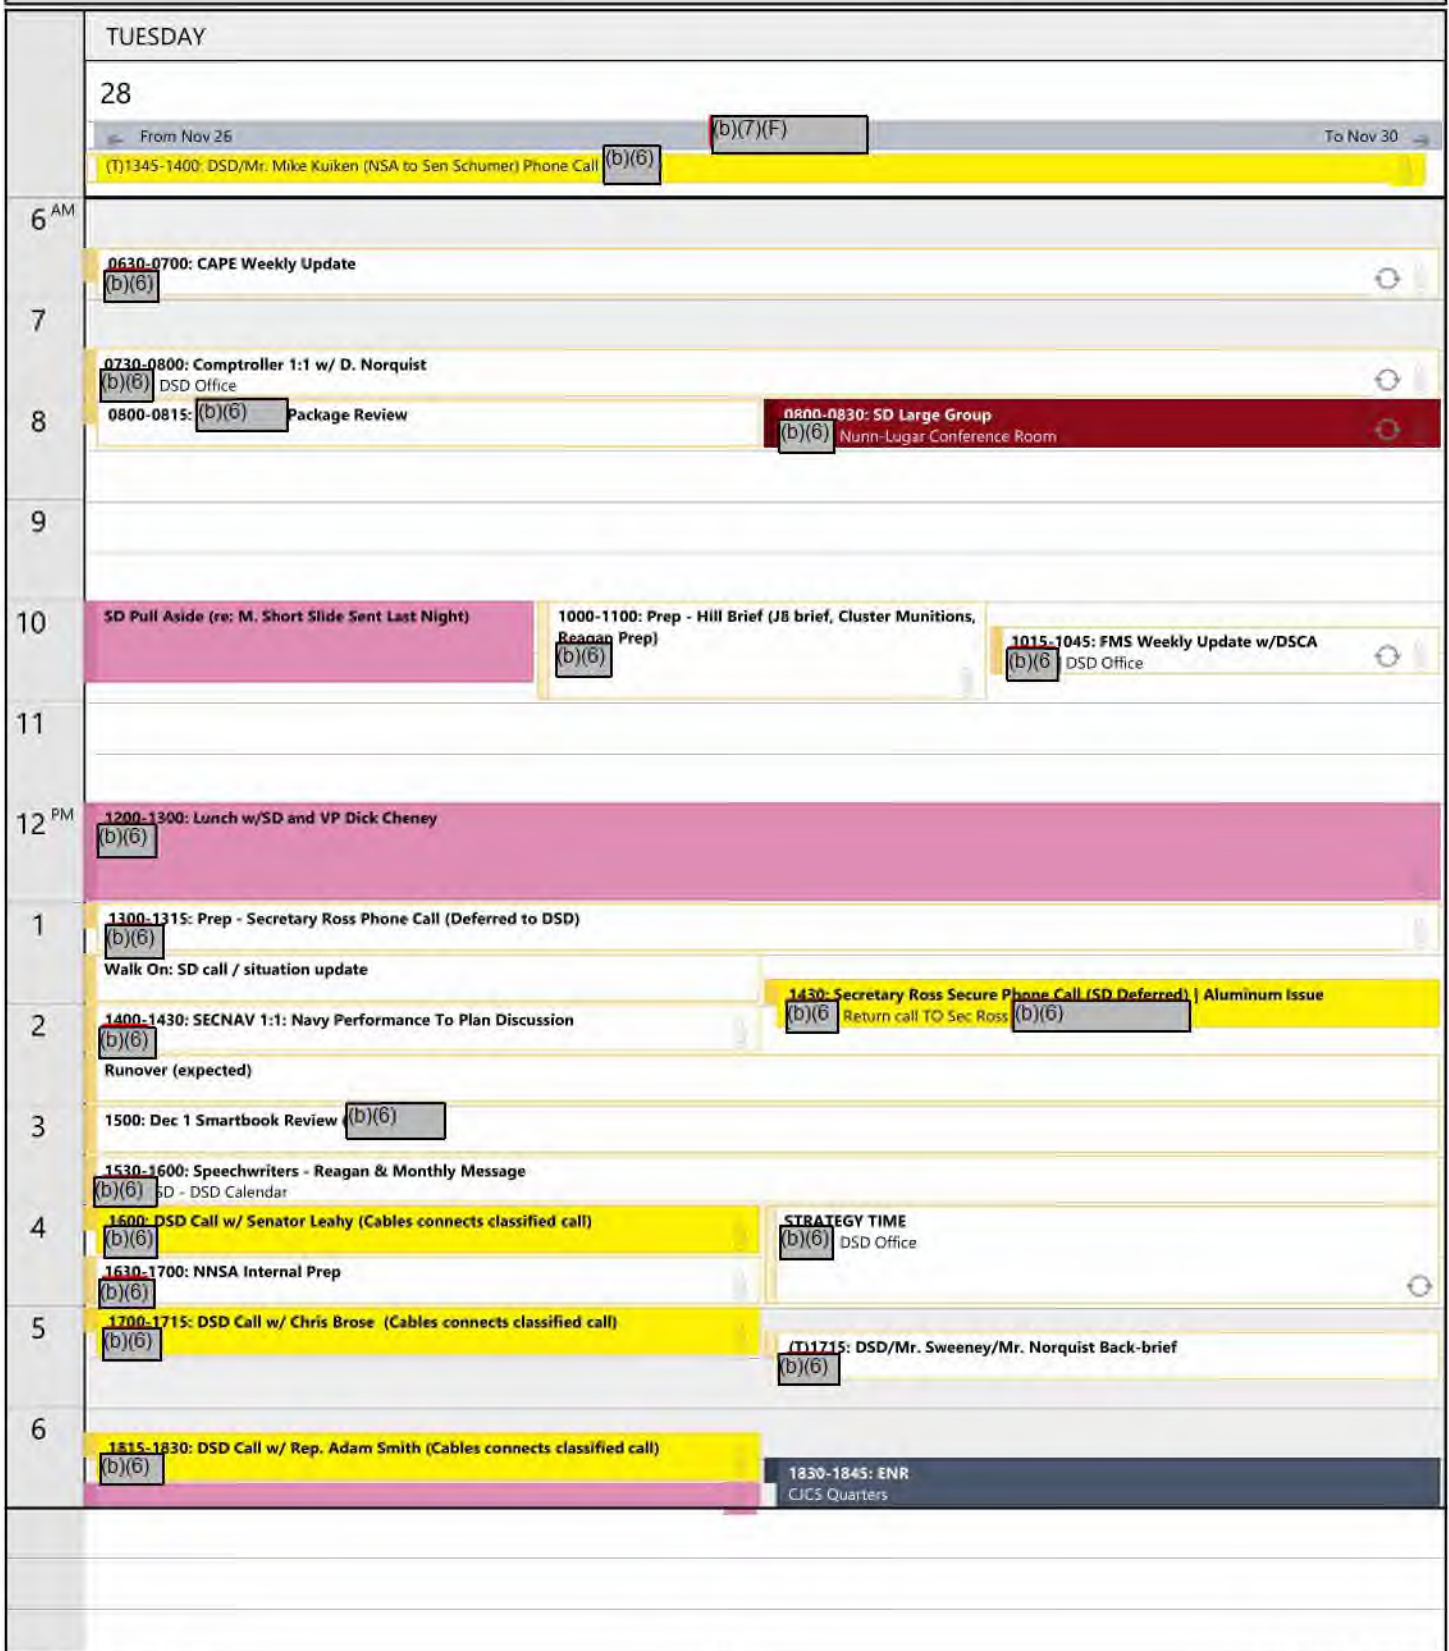 TUESDAY
28
From Nov 26 (b)(7)(F) To Nov 30
(T)1345-1400: DSD/Mr. Mike Kuiken (NSA to Sen Schumer) Phone Call (b)(6)
6 AM
0630-0700: CAPE Weekly Update
(b)(6)
7
0730-0800: Comptroller 1:1 w/ D. Norquist
(b)(6) DSD Office
8
0800-0815: (b)(6) Package Review
0800-0830: SD Large Group
(b)(6) Nunn-Lugar Conference Room
9
10
SD Pull Aside (re: M. Short Slide Sent Last Night)
1000-1100: Prep - Hill Brief (J8 brief, Cluster Munitions,
Reagan Prep)
(b)(6)
1015-1045: FMS Weekly Update w/DSCA
(b)(6 DSD Office
11
12 PM
1200-1300: Lunch w/SD and VP Dick Cheney
(b)(6)
1
1300-1315: Prep - Secretary Ross Phone Call (Deferred to DSD)
(b)(6)
Walk On: SD call / situation update
1430: Secretary Ross Secure Phone Call (SD Deferred) | Aluminum Issue
(b)(6 Return call TO Sec Ross (b)(6)
2
1400-1430: SECNAV 1:1: Navy Performance To Plan Discussion
(b)(6)
Runover (expected)
3
1500: Dec 1 Smartbook Review ( (b)(6)
1530-1600: Speechwriters - Reagan & Monthly Message
(b)(6) SD - DSD Calendar
4
1600: DSD Call w/ Senator Leahy (Cables connects classified call)
(b)(6)
STRATEGY TIME
(b)(6) DSD Office
1630-1700: NNSA Internal Prep
(b)(6)
5
1700-1715: DSD Call w/ Chris Brose (Cables connects classified call)
(b)(6)
(T)1715: DSD/Mr. Sweeney/Mr. Norquist Back-brief
(b)(6)
6
1815-1830: DSD Call w/ Rep. Adam Smith (Cables connects classified call)
(b)(6)
1830-1845: ENR
CJCS Quarters